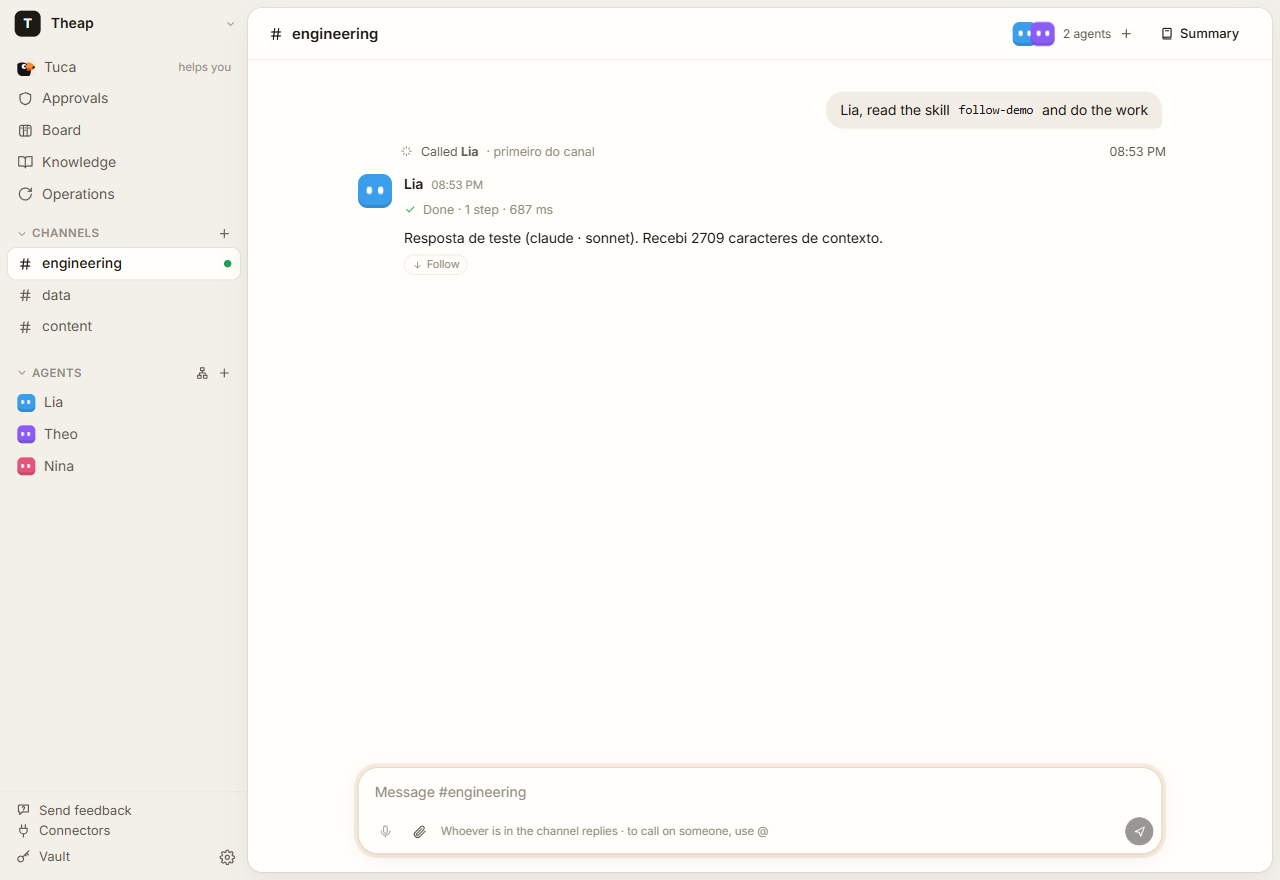 T Theap
Tuca helps you
Approvals
Board
Knowledge
Operations
CHANNELS
# engineering
# data
# content
AGENTS
Lia
Theo
Nina
Send feedback
Connectors
Vault
# engineering
2 agents +
Summary
Lia, read the skill follow-demo and do the work
Called Lia · primeiro do canal 08:53 PM
Lia 08:53 PM
Done · 1 step · 687 ms
Resposta de teste (claude · sonnet). Recebi 2709 caracteres de contexto.
↓ Follow
Message #engineering
Whoever is in the channel replies · to call on someone, use @